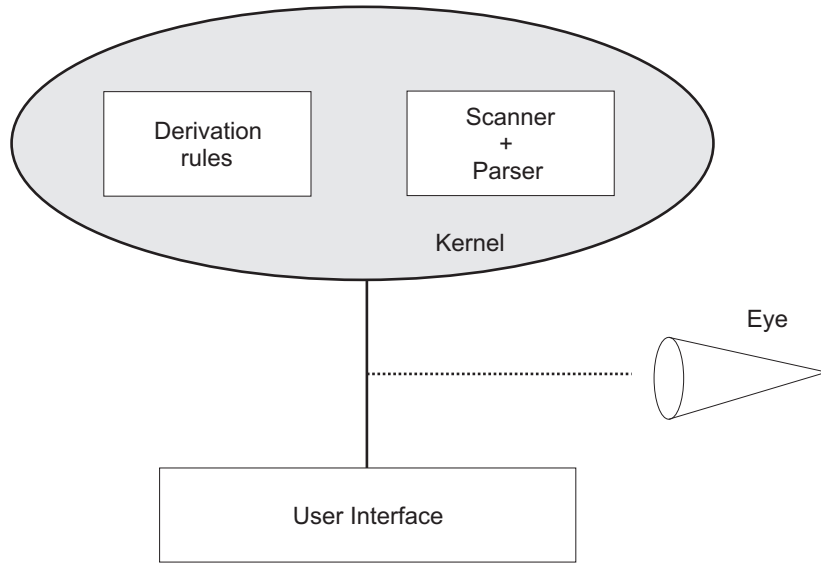 Derivation
rules
Scanner
+
Parser
Kernel
Eye
User Interface